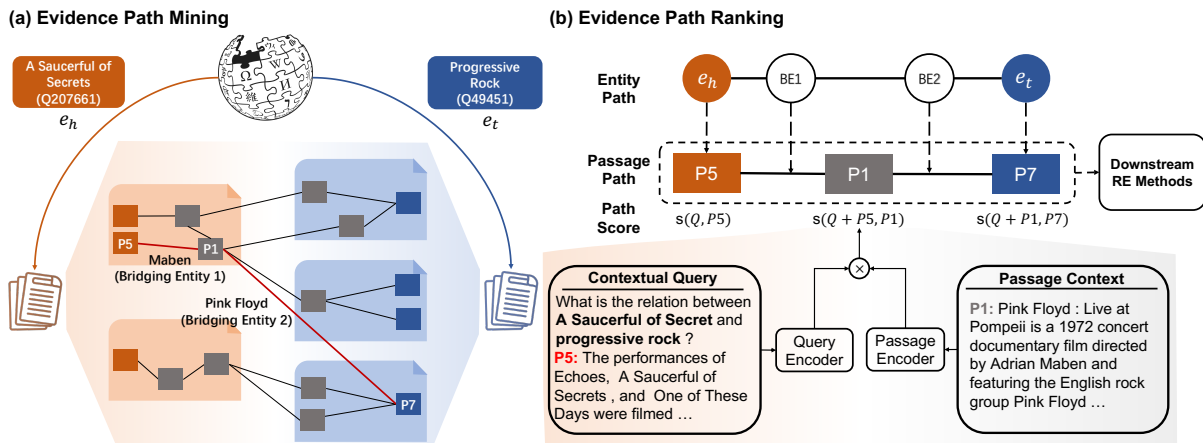 (a) Evidence Path Mining
A Saucerful of
Secrets
(Q207661)
e_h
Progressive
Rock
(Q49451)
e_t
Ω
W
И
P5
P1
Maben
(Bridging Entity 1)
Pink Floyd
(Bridging Entity 2)
P7
(b) Evidence Path Ranking
Entity
Path
e_h
BE1
BE2
e_t
Passage
Path
P5
P1
P7
Downstream
RE Methods
Path
Score
s(Q, P5)
s(Q + P5, P1)
s(Q + P1, P7)
Contextual Query
What is the relation between
A Saucerful of Secret and
progressive rock ?
P5: The performances of
Echoes, A Saucerful of
Secrets , and One of These
Days were filmed …
×
Query
Encoder
Passage
Encoder
Passage Context
P1: Pink Floyd : Live at
Pompeii is a 1972 concert
documentary film directed
by Adrian Maben and
featuring the English rock
group Pink Floyd …